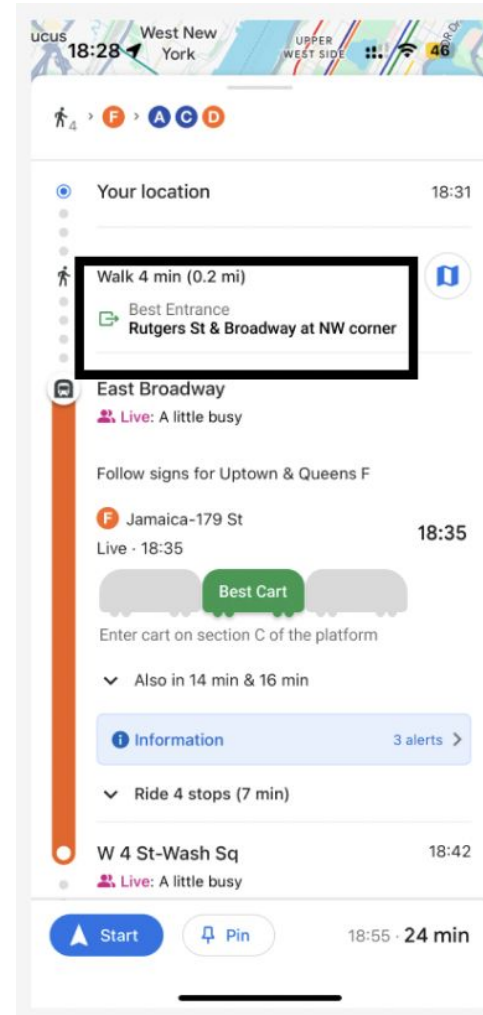 ucus
West New
York
UPPER
WEST SIDE
18:28
46
4 > F > A C D
Your location 18:31
Walk 4 min (0.2 mi)
Best Entrance
Rutgers St & Broadway at NW corner
East Broadway
Live: A little busy
Follow signs for Uptown & Queens F
F Jamaica-179 St
18:35
Live · 18:35
Best Cart
Enter cart on section C of the platform
Also in 14 min & 16 min
Information 3 alerts >
Ride 4 stops (7 min)
W 4 St-Wash Sq 18:42
Live: A little busy
Start Pin 18:55 · 24 min